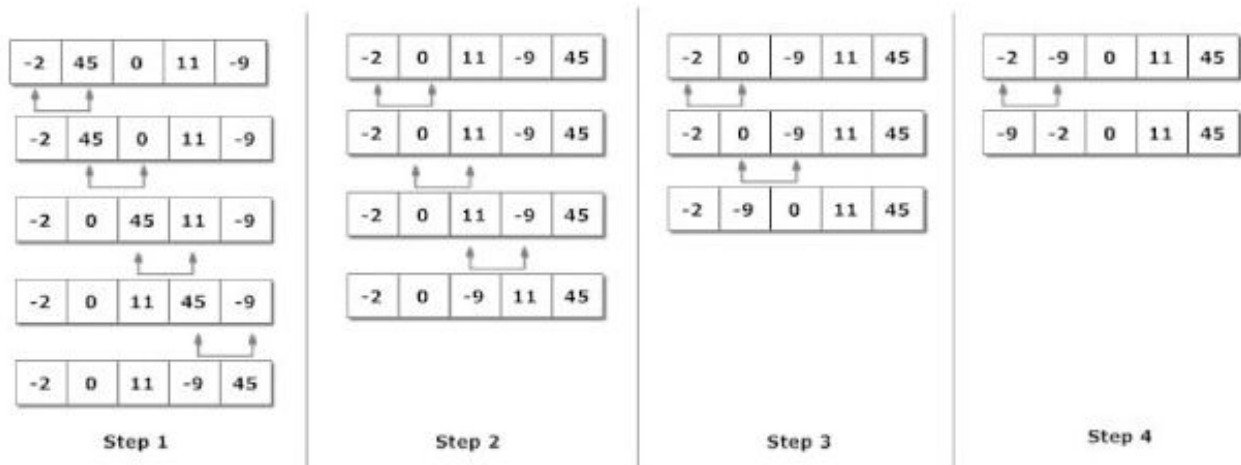 -2 45 0 11 -9
-2 45 0 11 -9
-2 0 45 11 -9
-2 0 11 45 -9
-2 0 11 -9 45
Step 1
-2 0 11 -9 45
-2 0 11 -9 45
-2 0 11 -9 45
-2 0 -9 11 45
Step 2
-2 0 -9 11 45
-2 0 -9 11 45
-2 -9 0 11 45
Step 3
-2 -9 0 11 45
-9 -2 0 11 45
Step 4